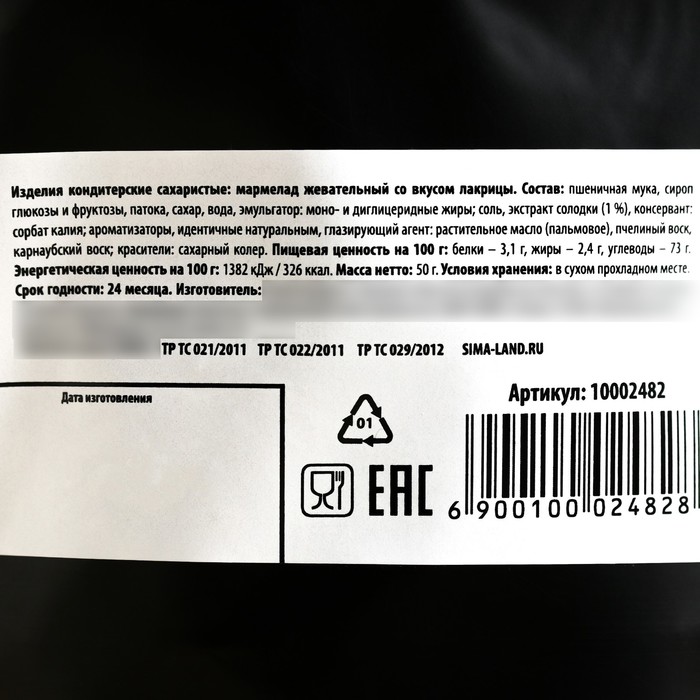 Изделия кондитерские сахаристые: мармелад жевательный со вкусом лакрицы. Состав: пшеничная мука, сироп
глюкозы и фруктозы, патока, сахар, вода, эмульгатор: моно- и диглицеридные жиры; соль, экстракт солодки (1 %), консервант:
сорбат калия; ароматизаторы, идентичные натуральным, глазирующий агент: растительное масло (пальмовое), пчелиный воск,
карнаубский воск; красители: сахарный колер. Пищевая ценность на 100 г: белки – 3,1 г, жиры – 2,4 г, углеводы – 73 г.
Энергетическая ценность на 100 г: 1382 кДж / 326 ккал. Масса нетто: 50 г. Условия хранения: в сухом прохладном месте.
Срок годности: 24 месяца. Изготовитель:
ТР ТС 021/2011 ТР ТС 022/2011 ТР ТС 029/2012 SIMA-LAND.RU
Дата изготовления
Артикул: 10002482
01
EAC
6 900100 024828